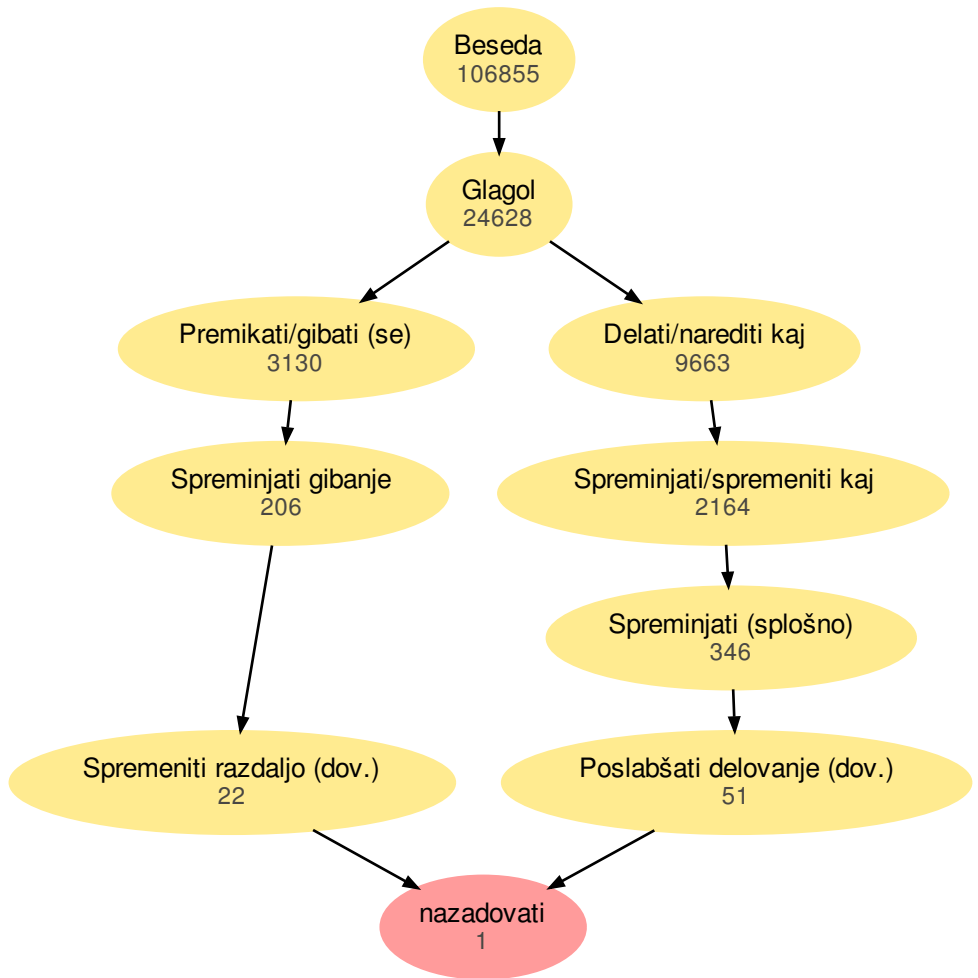 Beseda
106855
Glagol
24628
Premikati/gibati (se)
3130
Delati/narediti kaj
9663
Spreminjati gibanje
206
Spreminjati/spremeniti kaj
2164
Spreminjati (splošno)
346
Spremeniti razdaljo (dov.)
22
Poslabšati delovanje (dov.)
51
nazadovati
1